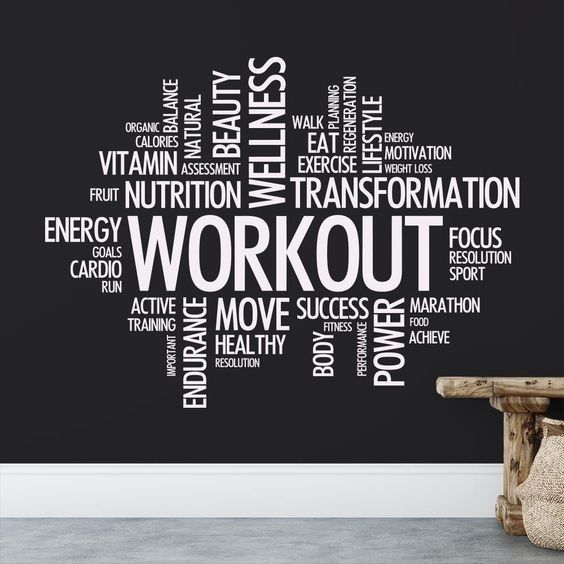 WELLNESS
BEAUTY
BALANCE
NATURAL
ORGANIC
CALORIES
VITAMIN
ASSESSMENT
FRUIT
NUTRITION
WALK
PLANNING
REGENERATION
LIFESTYLE
EAT
EXERCISE
ENERGY
MOTIVATION
WEIGHT LOSS
TRANSFORMATION
ENERGY
GOALS
CARDIO
RUN
WORKOUT
FOCUS
RESOLUTION
SPORT
ACTIVE
TRAINING
IMPORTANT
ENDURANCE
MOVE
HEALTHY
RESOLUTION
SUCCESS
FITNESS
BODY
PERFORMANCE
POWER
MARATHON
FOOD
ACHIEVE